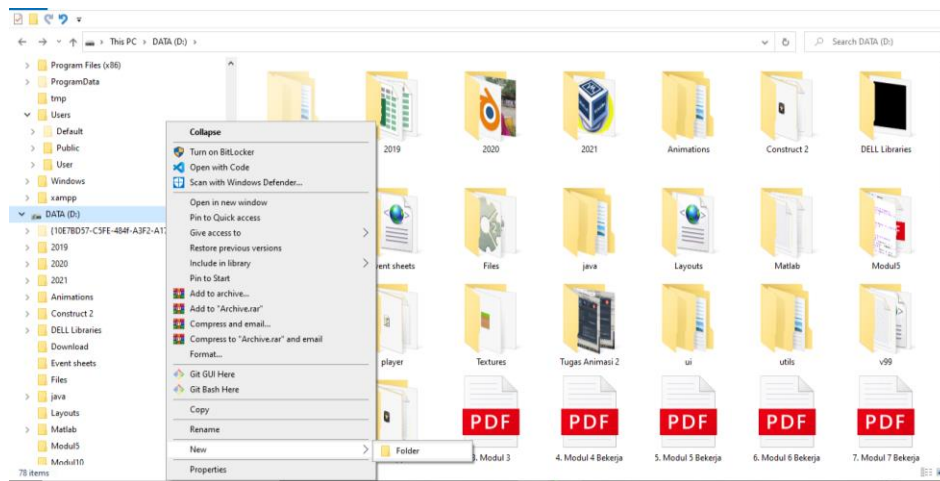 This PC > DATA (D:) >
Search DATA (D:)
> Program Files (x86)
> ProgramData
tmp
Users
> Default
> Public
> User
> Windows
> xampp
DATA (D:)
> {10E7BD57-C5FE-484F-A3F2-A17
> 2019
> 2020
> 2021
> Animations
> Construct 2
> DELL Libraries
Download
Event sheets
Files
> java
Layouts
> Matlab
Modul5
Modul10
78 items
Collapse
Turn on BitLocker
Open with Code
Scan with Windows Defender...
Open in new window
Pin to Quick access
Give access to >
Restore previous versions
Include in library >
Pin to Start
Add to archive...
Add to "Archive.rar"
Compress and email...
Compress to "Archive.rar" and email
Format...
Git GUI Here
Git Bash Here
Copy
Rename
New >
Properties
Folder
2019
2020
2021
Animations
Construct 2
DELL Libraries
ent sheets
Files
java
Layouts
Matlab
Modul5
player
Textures
Tugas Animasi 2
ui
utils
v99
PDF
PDF
PDF
PDF
PDF
3. Modul 3
4. Modul 4 Bekerja
5. Modul 5 Bekerja
6. Modul 6 Bekerja
7. Modul 7 Bekerja